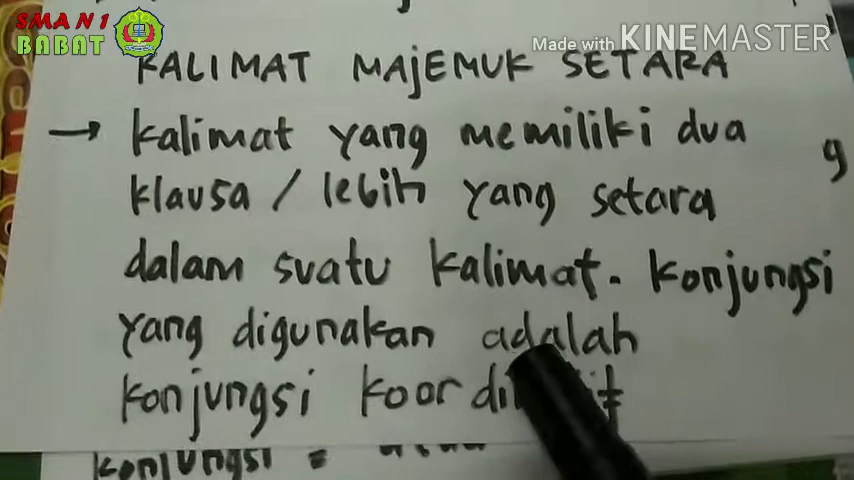 SMA N 1
BABAT
Made with KINEMASTER
KALIMAT MAJEMUK SETARA
→ kalimat yang memiliki dua
klausa / lebih yang setara
dalam suatu kalimat. Konjungsi
yang digunakan adalah
konjungsi
konjungsi =
g